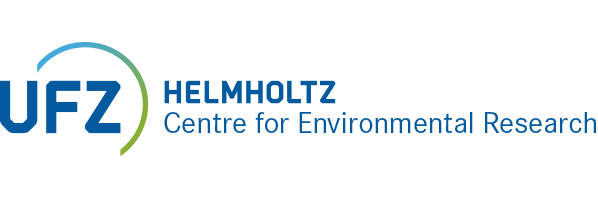 UFZ
HELMHOLTZ
Centre for Environmental Research